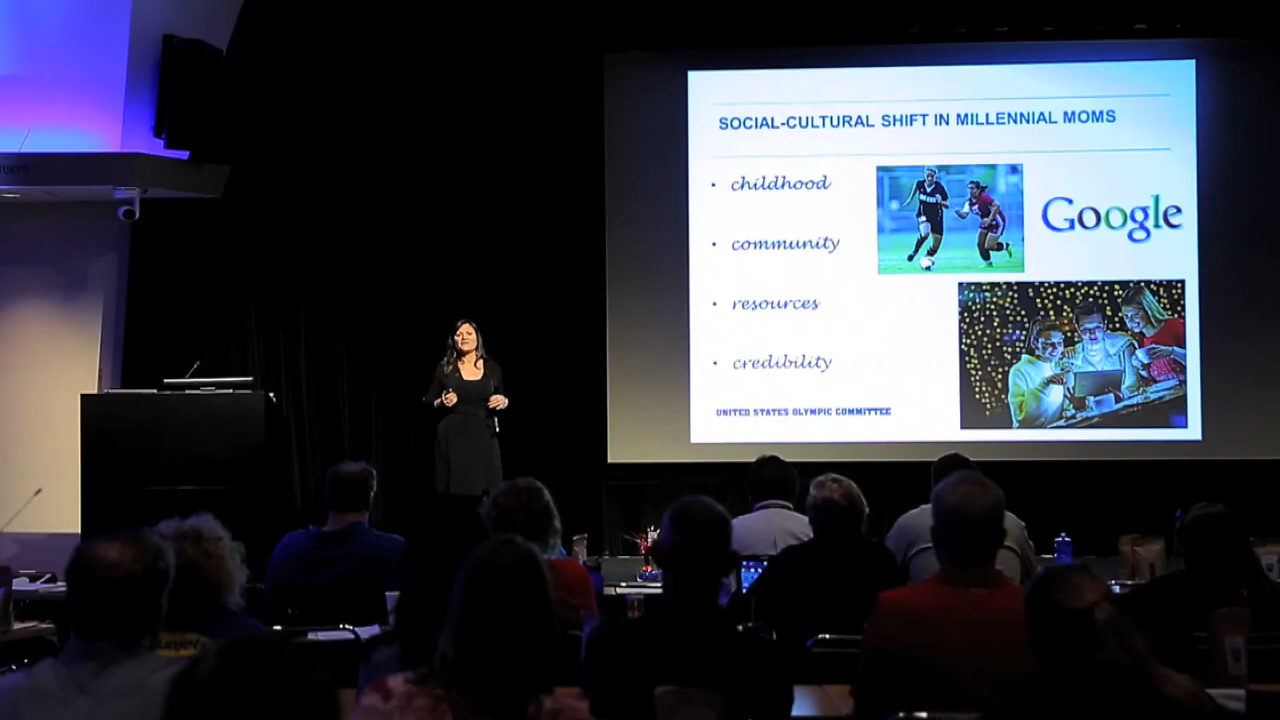 SOCIAL-CULTURAL SHIFT IN MILLENNIAL MOMS
• childhood
• community
• resources
• credibility
Google
UNITED STATES OLYMPIC COMMITTEE